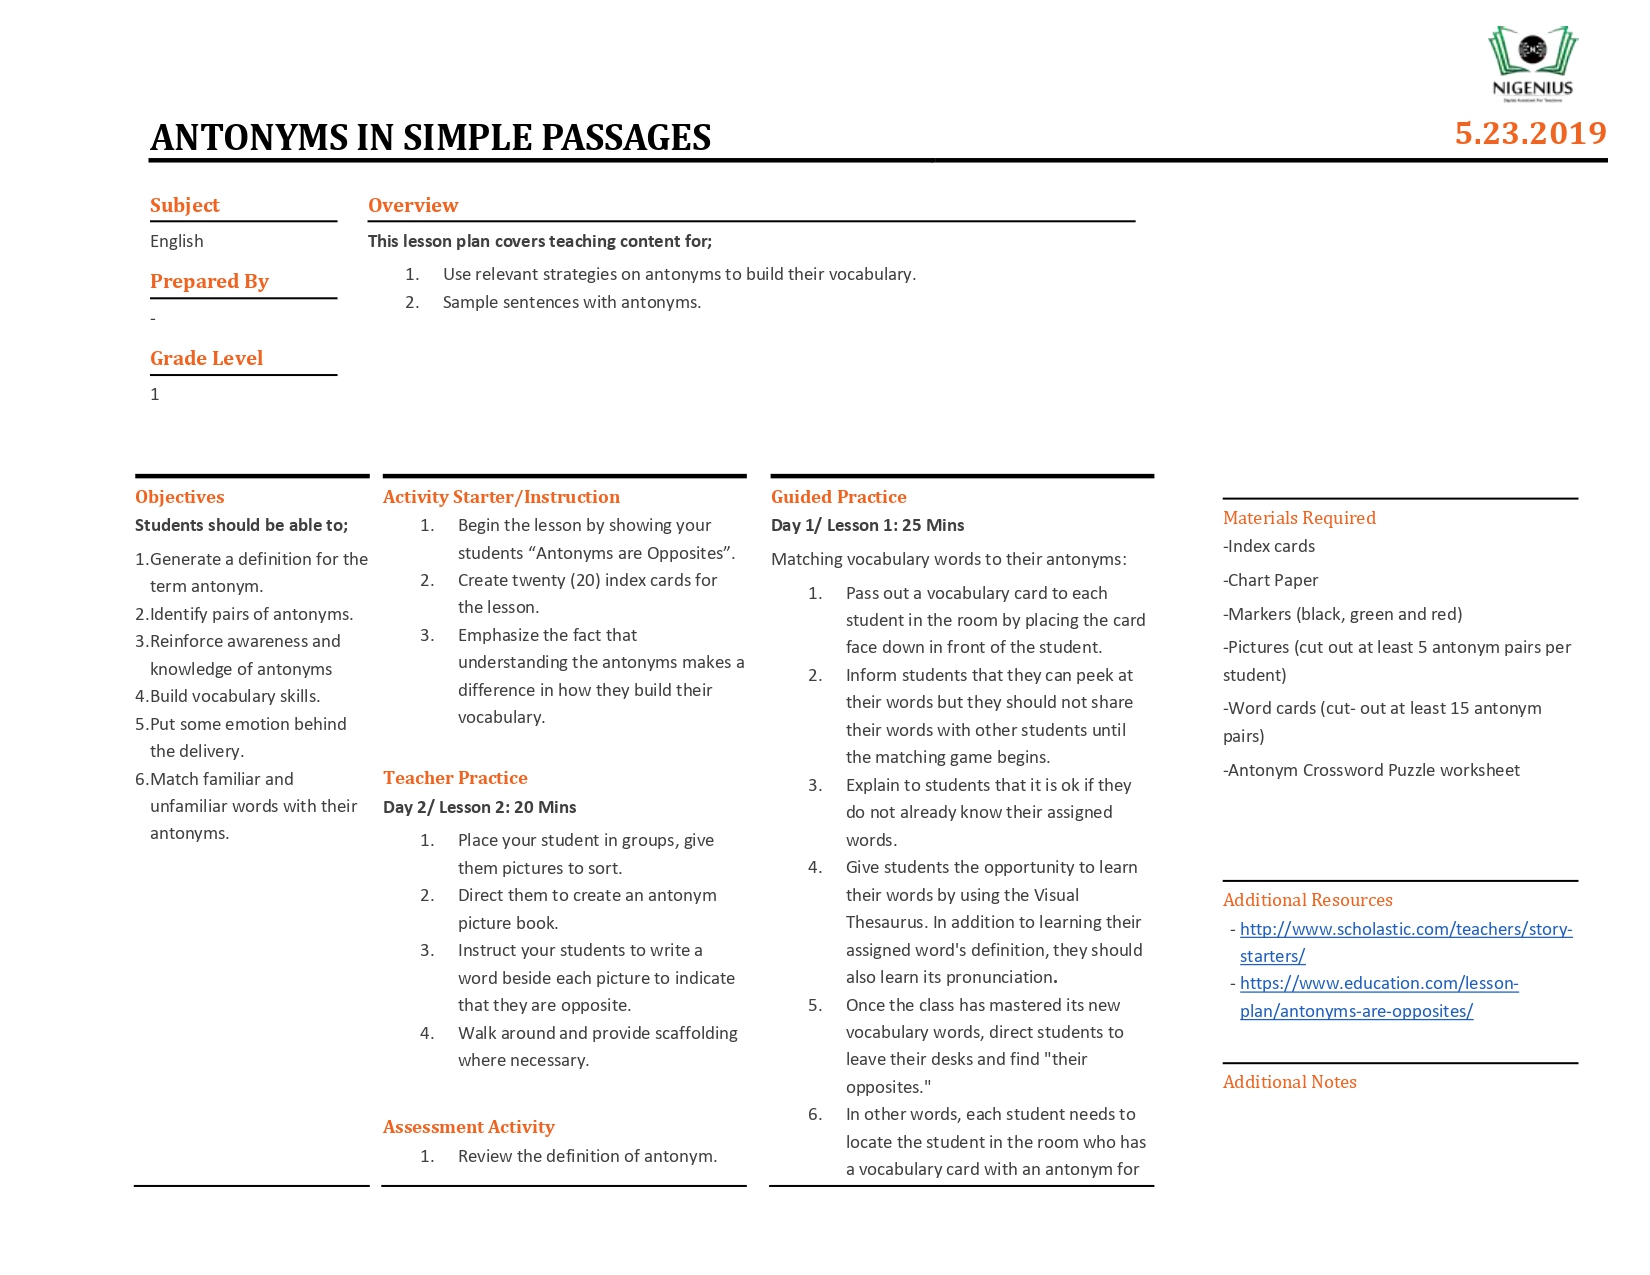 NIGENIUS
Digital Assistant For Teachers
ANTONYMS IN SIMPLE PASSAGES
5.23.2019
Subject
English
Prepared By
-
Grade Level
1
Overview
This lesson plan covers teaching content for;
1. Use relevant strategies on antonyms to build their vocabulary.
2. Sample sentences with antonyms.
Objectives
Students should be able to;
1.Generate a definition for the
term antonym.
2.Identify pairs of antonyms.
3.Reinforce awareness and
knowledge of antonyms
4.Build vocabulary skills.
5.Put some emotion behind
the delivery.
6.Match familiar and
unfamiliar words with their
antonyms.
Activity Starter/Instruction
1. Begin the lesson by showing your
students “Antonyms are Opposites”.
2. Create twenty (20) index cards for
the lesson.
3. Emphasize the fact that
understanding the antonyms makes a
difference in how they build their
vocabulary.
Teacher Practice
Day 2/ Lesson 2: 20 Mins
1. Place your student in groups, give
them pictures to sort.
2. Direct them to create an antonym
picture book.
3. Instruct your students to write a
word beside each picture to indicate
that they are opposite.
4. Walk around and provide scaffolding
where necessary.
Assessment Activity
1. Review the definition of antonym.
Guided Practice
Day 1/ Lesson 1: 25 Mins
Matching vocabulary words to their antonyms:
1. Pass out a vocabulary card to each
student in the room by placing the card
face down in front of the student.
2. Inform students that they can peek at
their words but they should not share
their words with other students until
the matching game begins.
3. Explain to students that it is ok if they
do not already know their assigned
words.
4. Give students the opportunity to learn
their words by using the Visual
Thesaurus. In addition to learning their
assigned word's definition, they should
also learn its pronunciation.
5. Once the class has mastered its new
vocabulary words, direct students to
leave their desks and find "their
opposites."
6. In other words, each student needs to
locate the student in the room who has
a vocabulary card with an antonym for
Materials Required
-Index cards
-Chart Paper
-Markers (black, green and red)
-Pictures (cut out at least 5 antonym pairs per
student)
-Word cards (cut- out at least 15 antonym
pairs)
-Antonym Crossword Puzzle worksheet
Additional Resources
- http://www.scholastic.com/teachers/story-
starters/
- https://www.education.com/lesson-
plan/antonyms-are-opposites/
Additional Notes